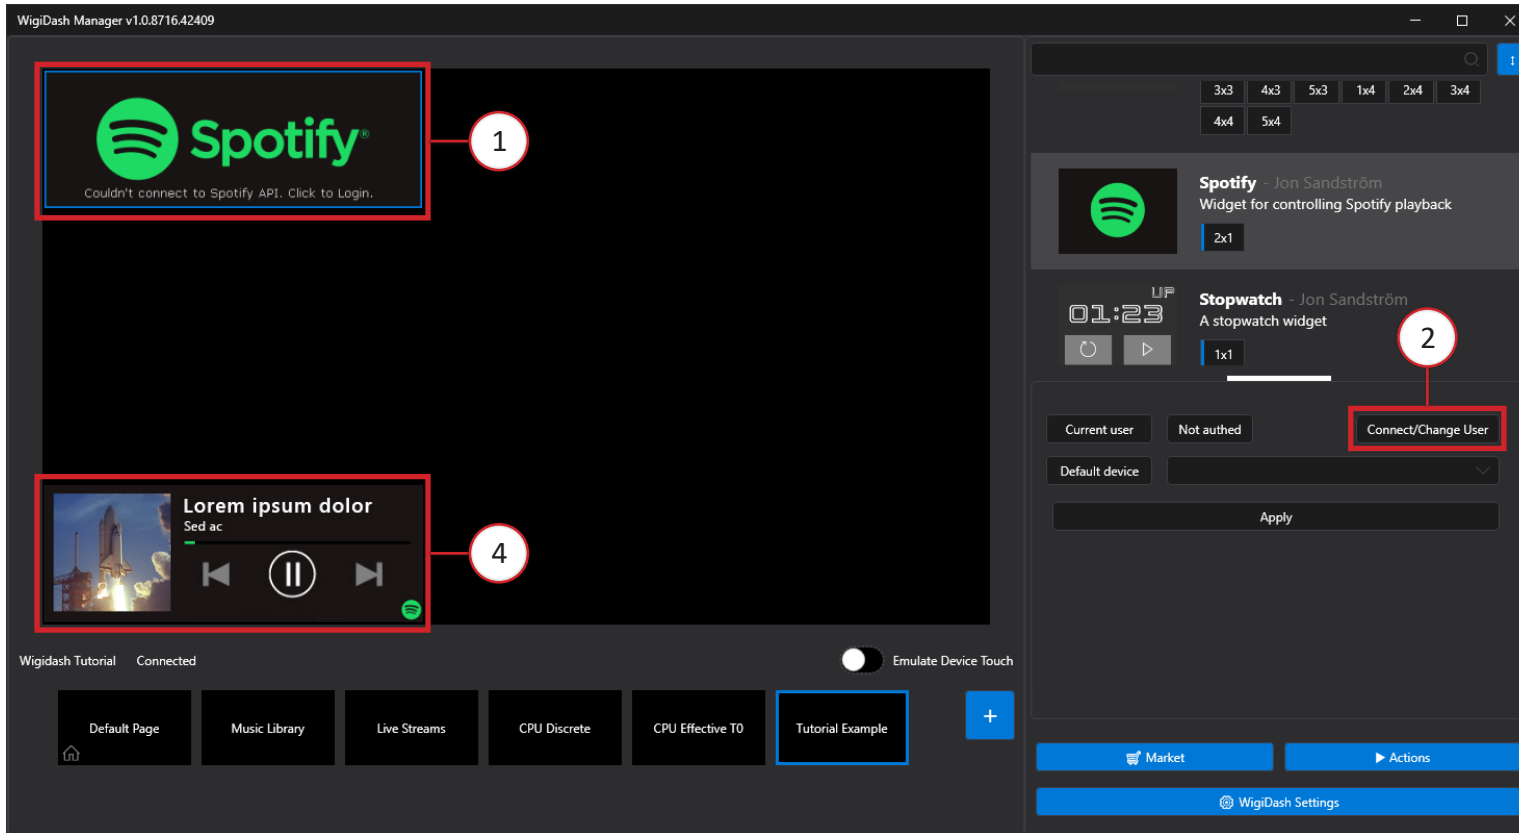 WigiDash Manager v1.0.8716.42409
Spotify®
Couldn't connect to Spotify API. Click to Login.
1
Lorem ipsum dolor
Sed ac
4
Wigidash Tutorial Connected
Emulate Device Touch
Default Page
Music Library
Live Streams
CPU Discrete
CPU Effective T0
Tutorial Example
+
3x3 4x3 5x3 1x4 2x4 3x4
4x4 5x4
Spotify - Jon Sandström
Widget for controlling Spotify playback
2x1
UP
01:23
Stopwatch - Jon Sandström
A stopwatch widget
1x1
2
Current user Not authed Connect/Change User
Default device
Apply
Market
Actions
WigiDash Settings